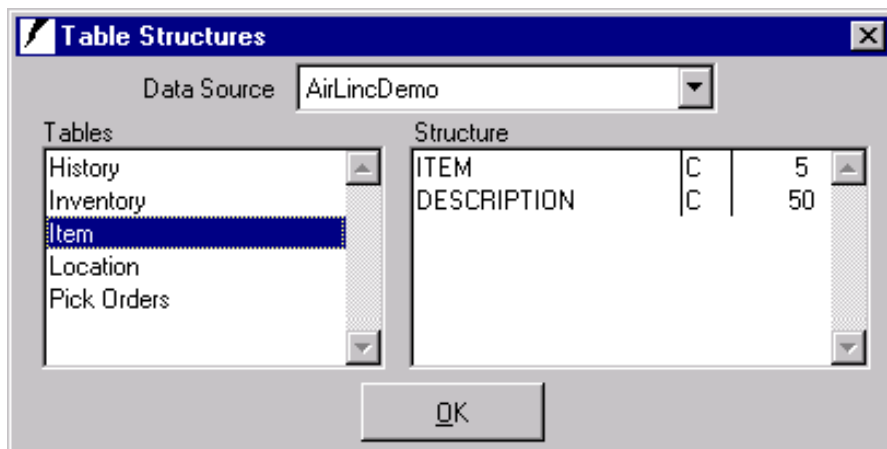 Table Structures
Data Source AirLincDemo
Tables Structure
History ITEM C 5
Inventory DESCRIPTION C 50
Item
Location
Pick Orders
OK